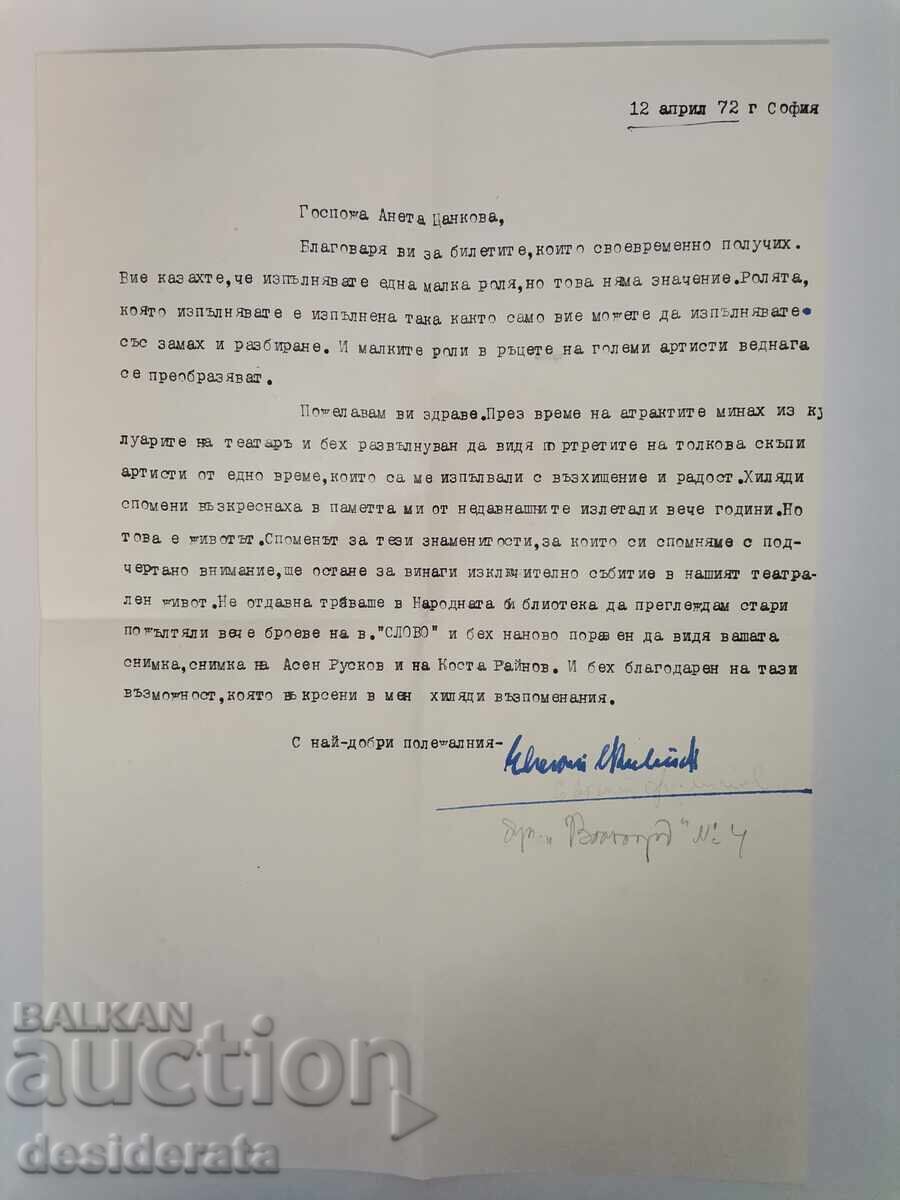 12 април 72 г София
Госпожа Анета Цанкова,
Благоваря ви за билетите,които своевременно получих.
Вие казахте,че изпълнявате една малка роля,но това няма значение.Ролята,
която изпълнявате е изпълнена така както само вие можете да изпълнявате
със замах и разбиране. И малките роли в ръцете на големи артисти веднага
се преобразяват.
Пожелавам ви здраве.През време на атрактите минах из ку
луарите на театаръ и бех развълнуван да видя портретите на толкова скъпи
артисти от едно време,които са ме изпълвали с възхищение и радост.Хиляди
спомени възкреснаха в паметта ми от недавнашните излетали вече години.Но
това е животът.Споменът за тези знаменитости,за които си спомняме с под-
чертано внимание,ще остане за винаги изключително събитие в нашият театра-
лен живот.Не отдавна трăваше в Народната библиотека да преглеждам стари
пожълтяли вече броеве на в."СЛОВО" и бех наново поразен да видя вашата
снимка,снимка на Асен Русков и на Коста Райнов. И бех благодарен на тази
възможност,която въкрсени в мен хиляди възпоменания.
С най-добри полежалния-
№ 4
BALKAN
auction
desiderata